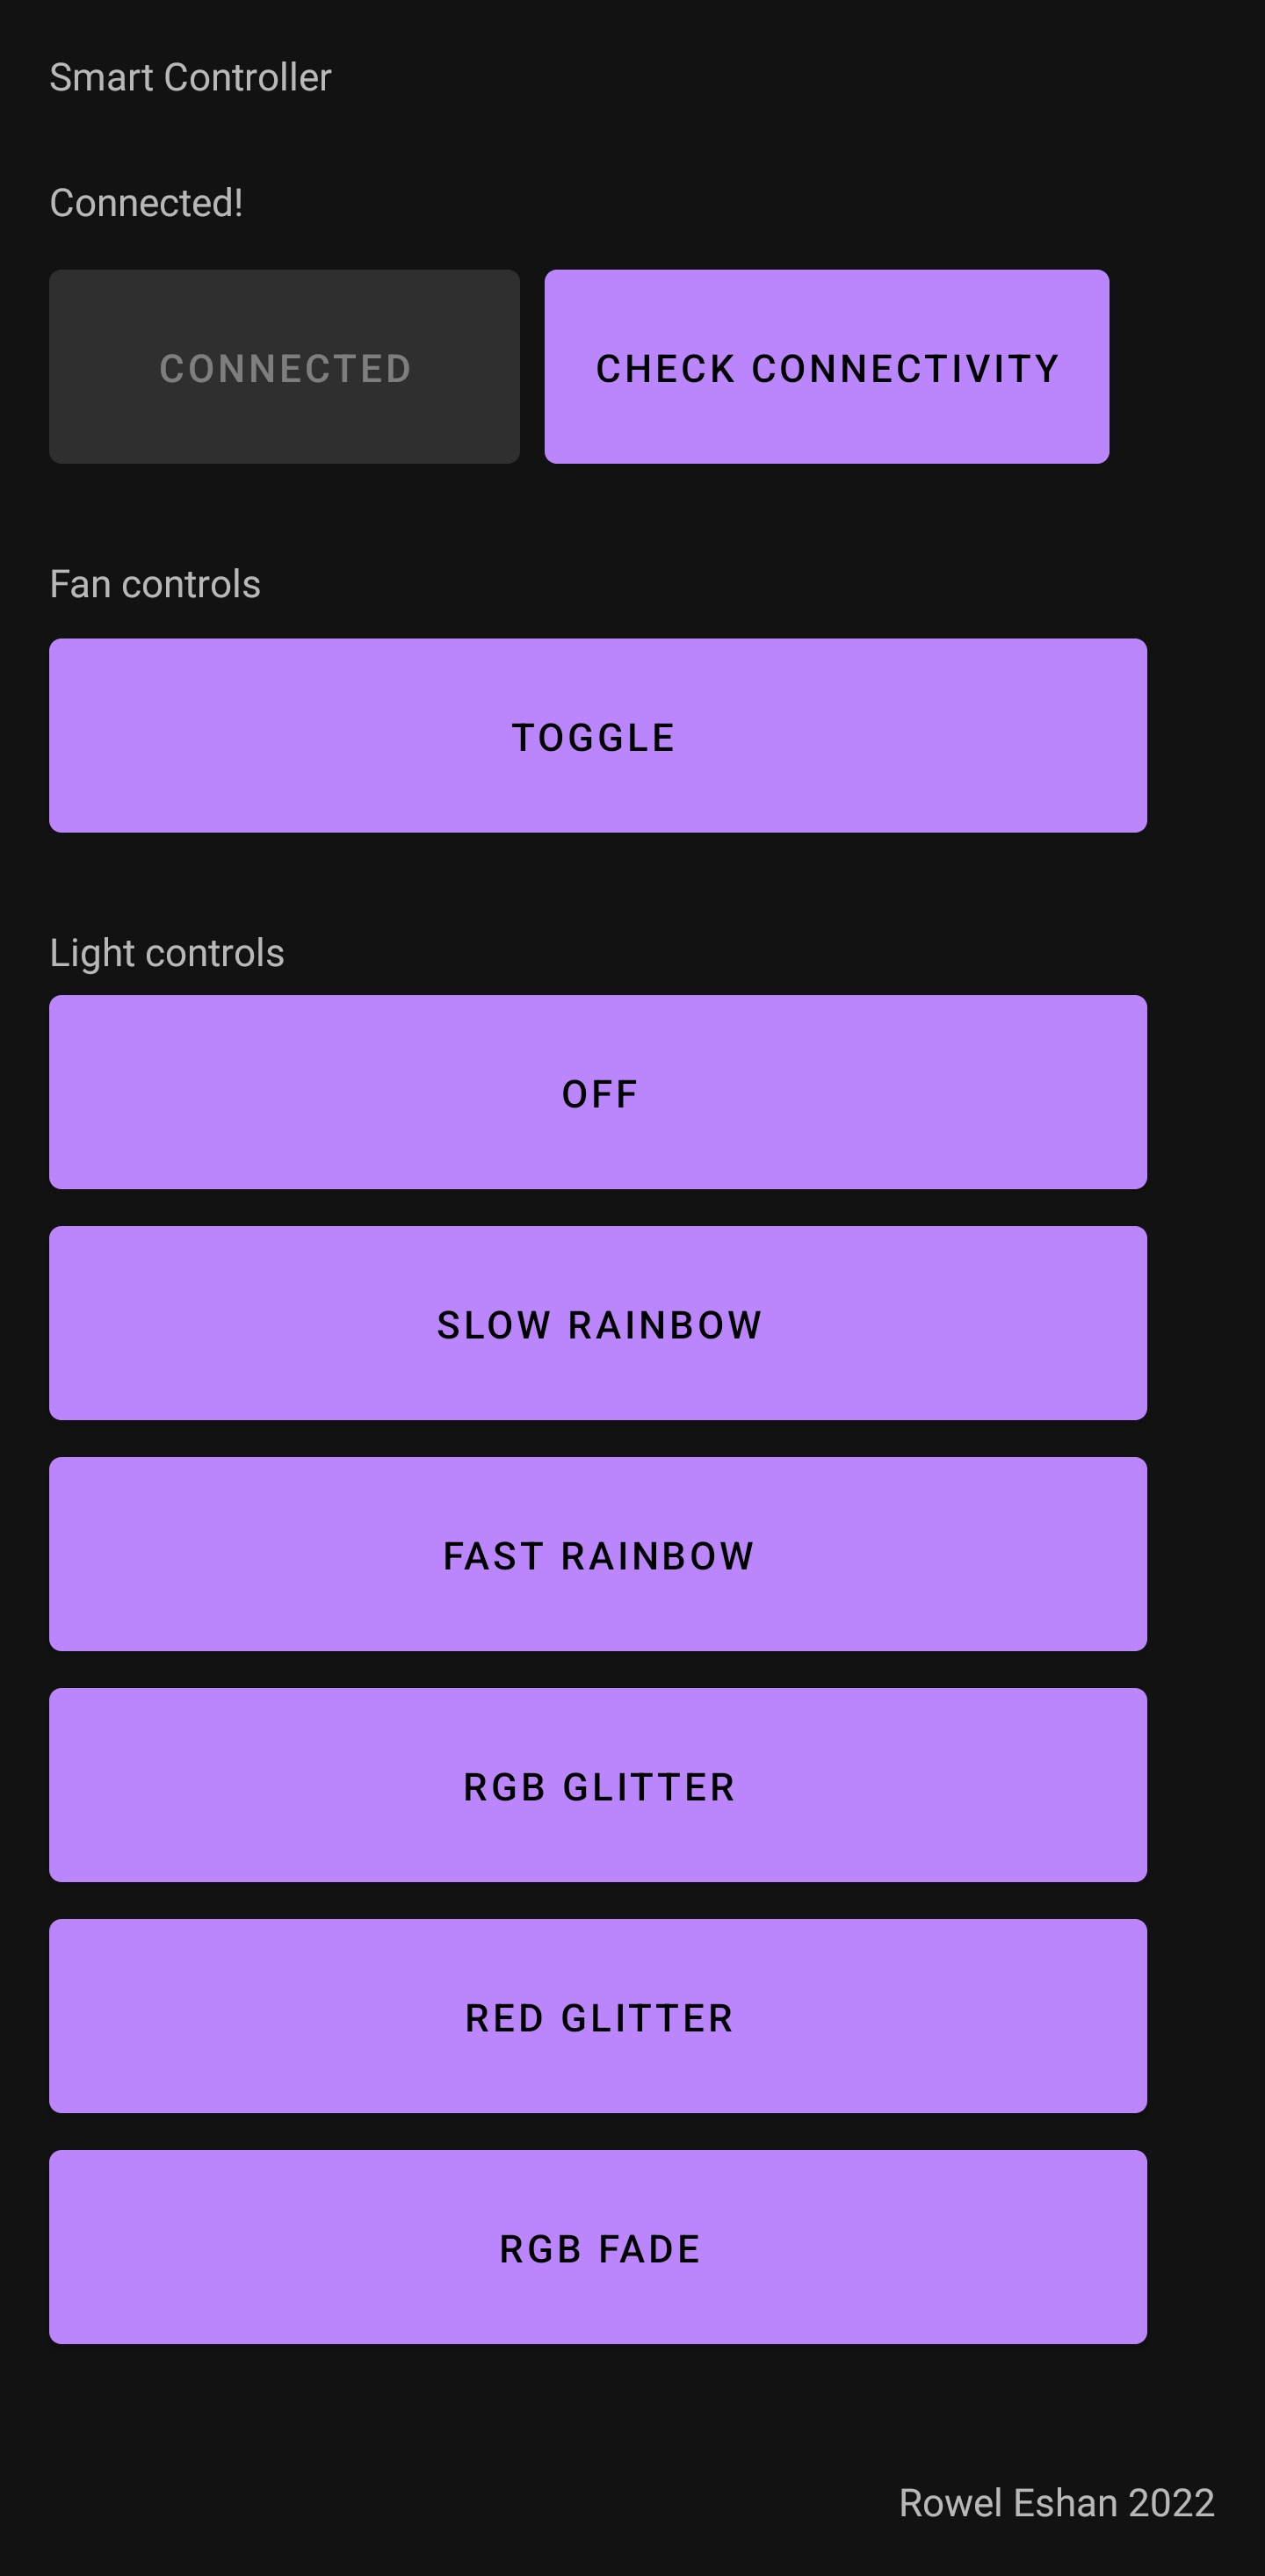 Smart Controller
Connected!
CONNECTED
CHECK CONNECTIVITY
Fan controls
TOGGLE
Light controls
OFF
SLOW RAINBOW
FAST RAINBOW
RGB GLITTER
RED GLITTER
RGB FADE
Rowel Eshan 2022